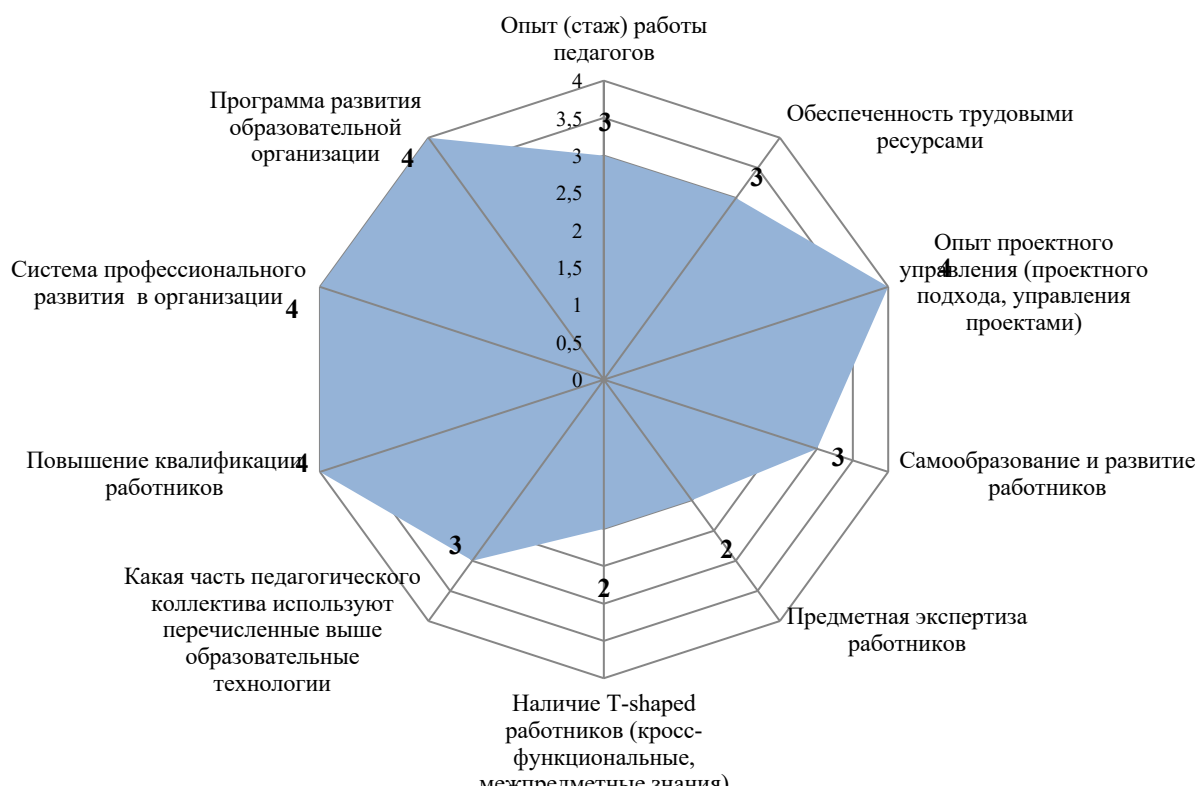 Опыт (стаж) работы
педагогов
Обеспеченность трудовыми
ресурсами
Опыт проектного
управления (проектного
подхода, управления
проектами)
Самообразование и развитие
работников
Предметная экспертиза
работников
Наличие T-shaped
работников (кросс-
функциональные,
межпредметные знания)
Какая часть педагогического
коллектива используют
перечисленные выше
образовательные
технологии
Повышение квалификации
работников
Система профессионального
развития  в организации
Программа развития
образовательной
организации
4
3,5
3
2,5
2
1,5
1
0,5
0
3
3
4
3
2
2
3
4
4
4